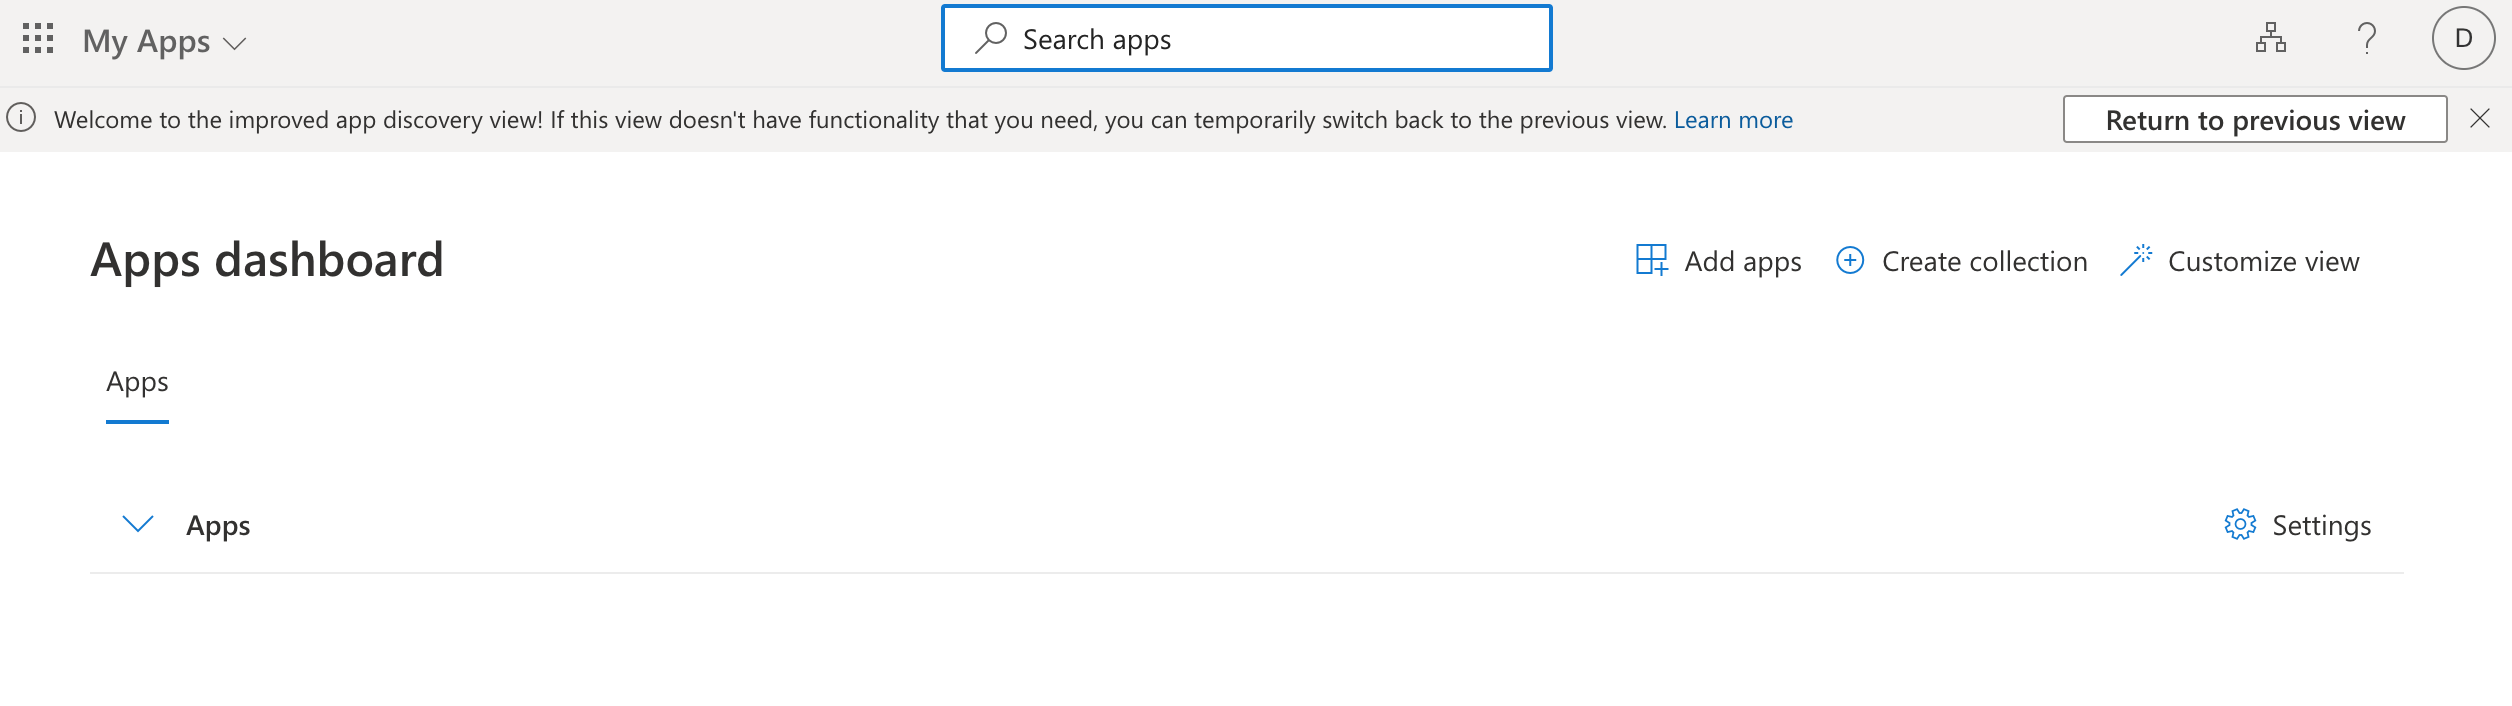 My Apps
Search apps
?
D
Welcome to the improved app discovery view! If this view doesn't have functionality that you need, you can temporarily switch back to the previous view. Learn more
Return to previous view
Apps dashboard
Add apps
Create collection
Customize view
Apps
Apps
Settings